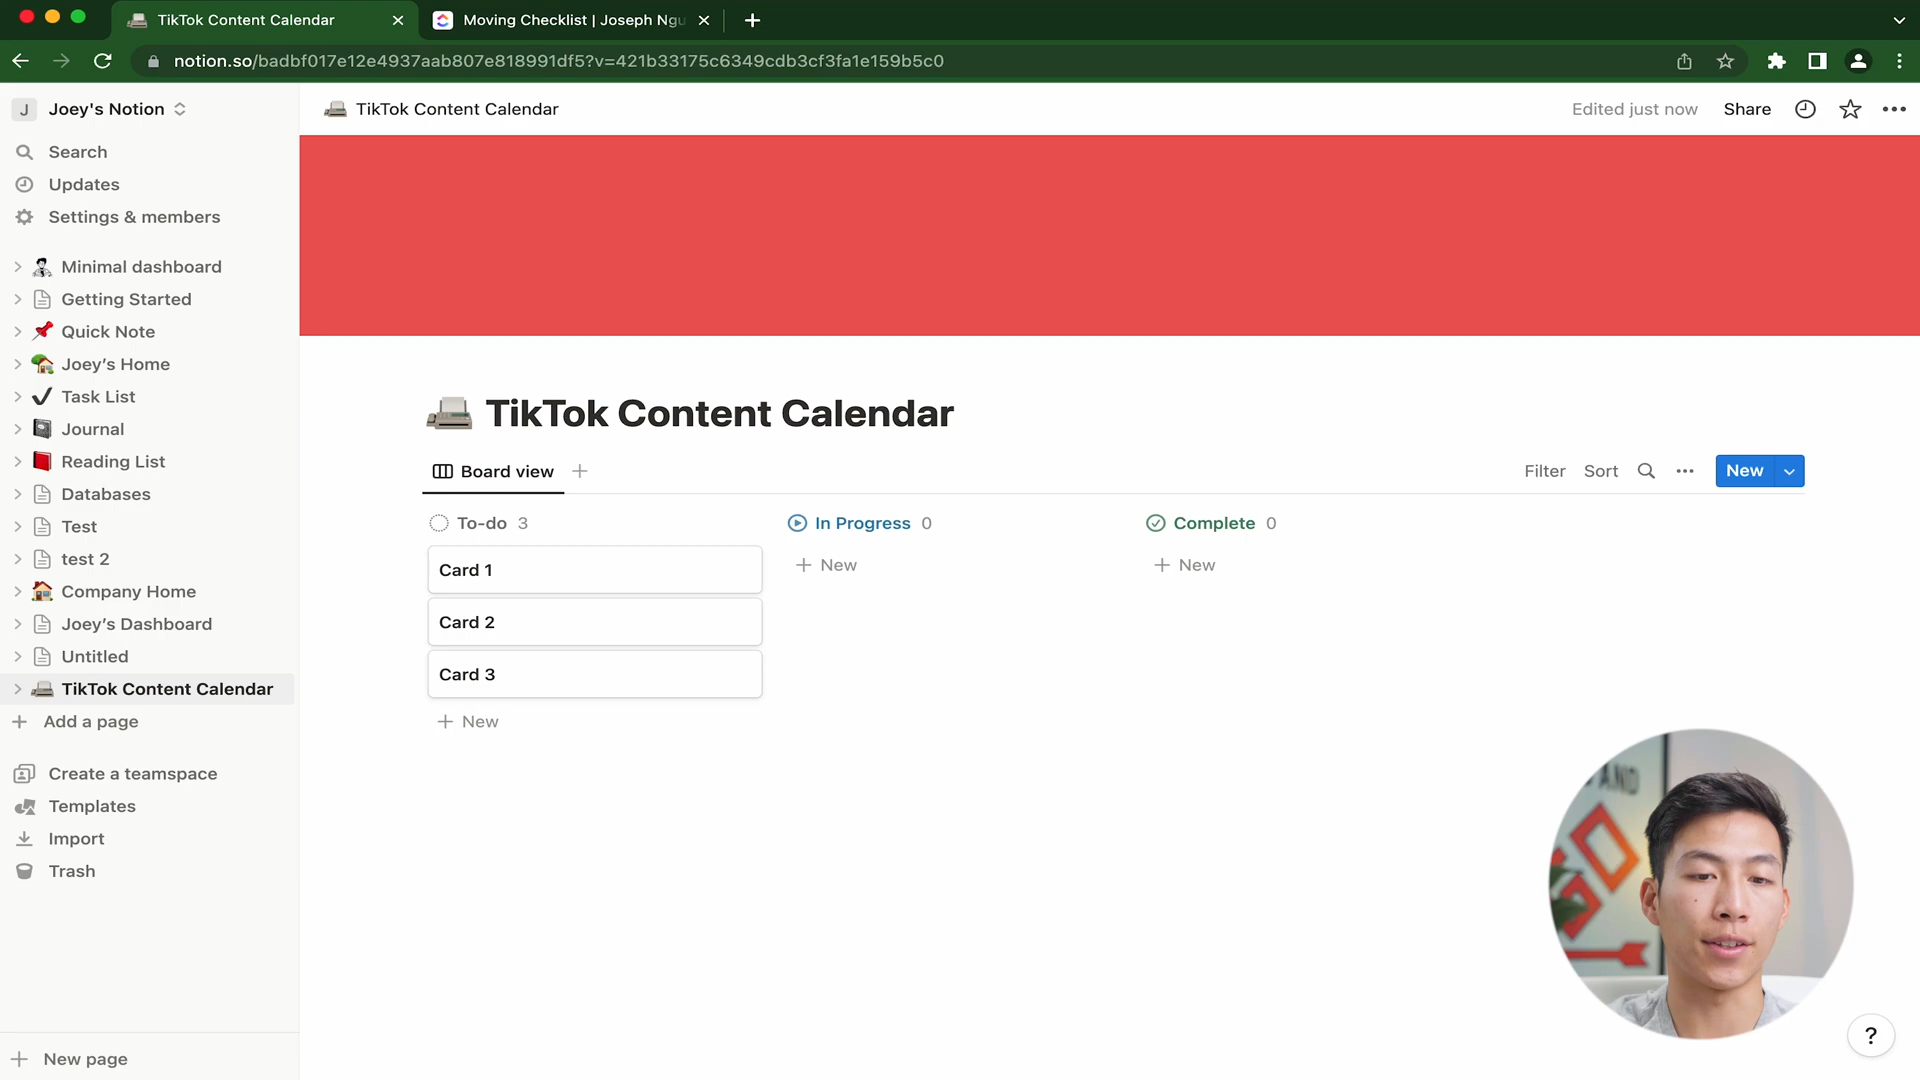 TikTok Content Calendar
Moving Checklist | Joseph Ngu
notion.so/badbf017e12e4937aab807e818991df5?v=421b33175c6349cdb3cf3fa1e159b5c0
J Joey's Notion
TikTok Content Calendar
Edited just now Share
Search
Updates
Settings & members
Minimal dashboard
Getting Started
Quick Note
Joey’s Home
Task List
Journal
Reading List
Databases
Test
test 2
Company Home
Joey’s Dashboard
Untitled
TikTok Content Calendar
Add a page
Create a teamspace
Templates
Import
Trash
New page
TikTok Content Calendar
Board view
Filter Sort New
To-do 3
Card 1
Card 2
Card 3
New
In Progress 0
New
Complete 0
New
AND
?